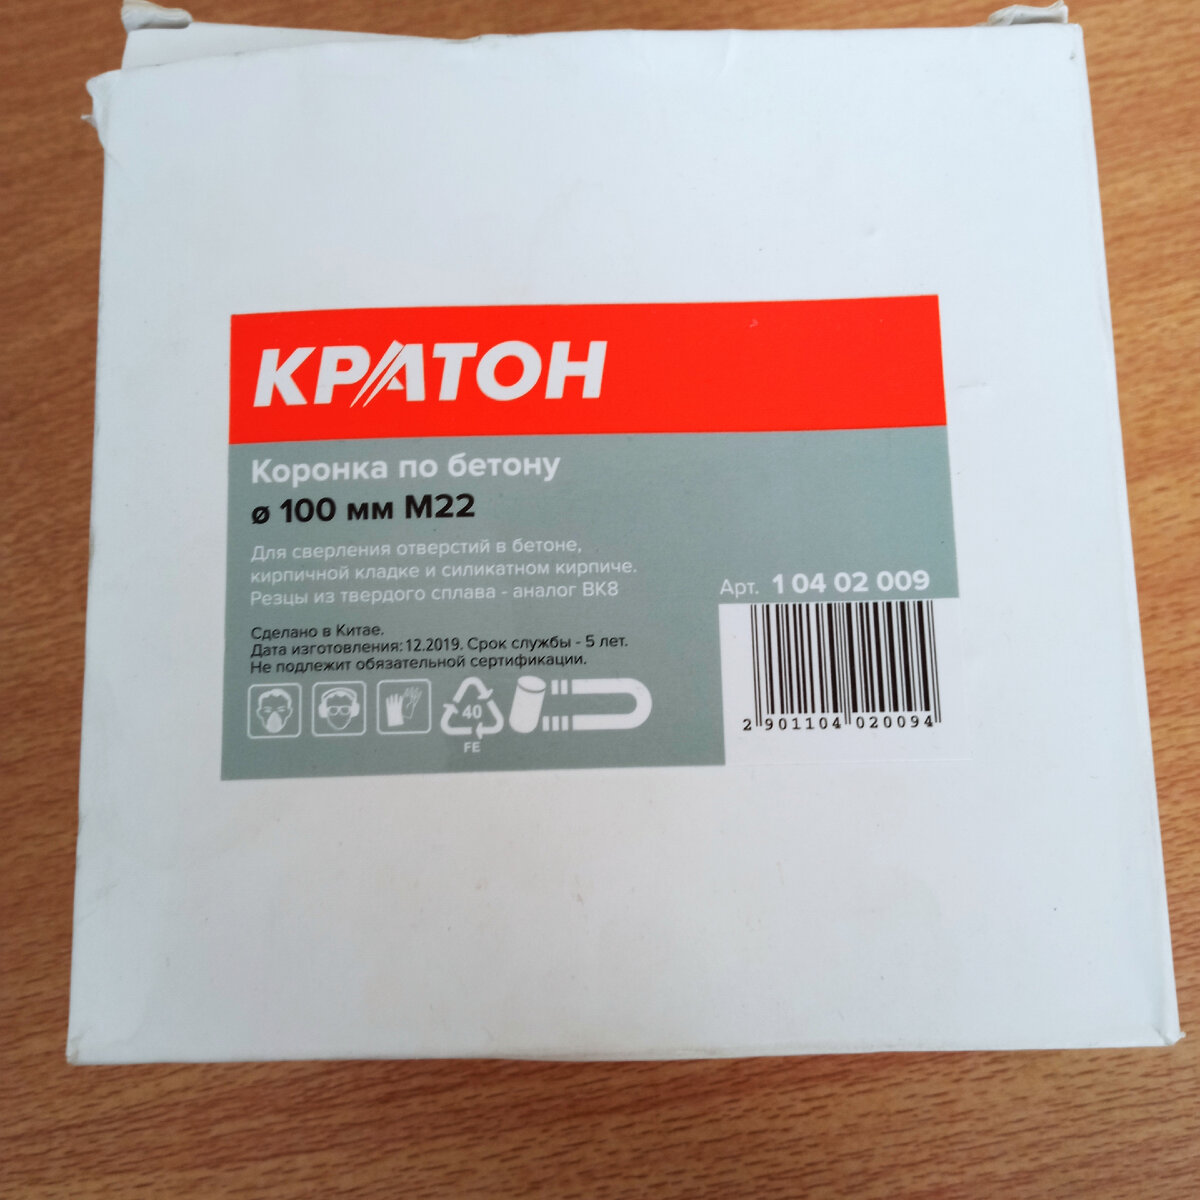 КРАТОН
Коронка по бетону
ø 100 мм М22
Для сверления отверстий в бетоне,
кирпичной кладке и силикатном кирпиче.
Резцы из твердого сплава - аналог ВК8
Арт. 1 04 02 009
Сделано в Китае.
Дата изготовления: 12.2019. Срок службы - 5 лет.
Не подлежит обязательной сертификации.
40
FE
2 901104 020094